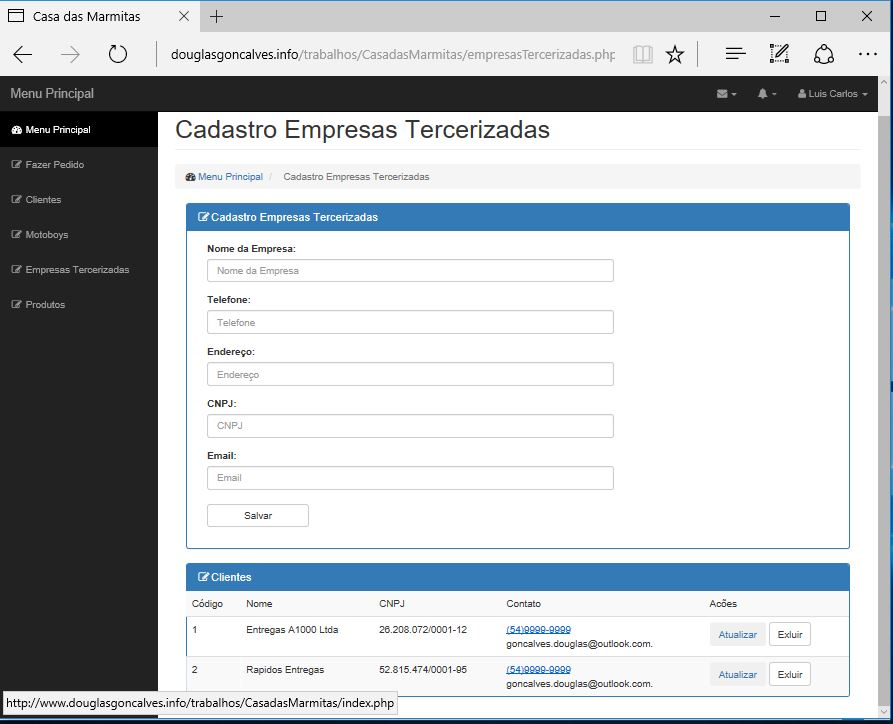 Casa das Marmitas
douglasgoncalves.info/trabalhos/CasadasMarmitas/empresasTercerizadas.php
Menu Principal
Luis Carlos
Menu Principal
Fazer Pedido
Clientes
Motoboys
Empresas Tercerizadas
Produtos
Cadastro Empresas Tercerizadas
Menu Principal / Cadastro Empresas Tercerizadas
Cadastro Empresas Tercerizadas
Nome da Empresa:
Nome da Empresa
Telefone:
Telefone
Endereço:
Endereço
CNPJ:
CNPJ
Email:
Email
Salvar
Clientes
Código Nome CNPJ Contato Acões
1 Entregas A1000 Ltda 26.208.072/0001-12 (54)9999-9999 Atualizar Exluir
goncalves.douglas@outlook.com.
2 Rapidos Entregas 52.815.474/0001-95 (54)9999-9999 Atualizar Exluir
goncalves.douglas@outlook.com.
http://www.douglasgoncalves.info/trabalhos/CasadasMarmitas/index.php